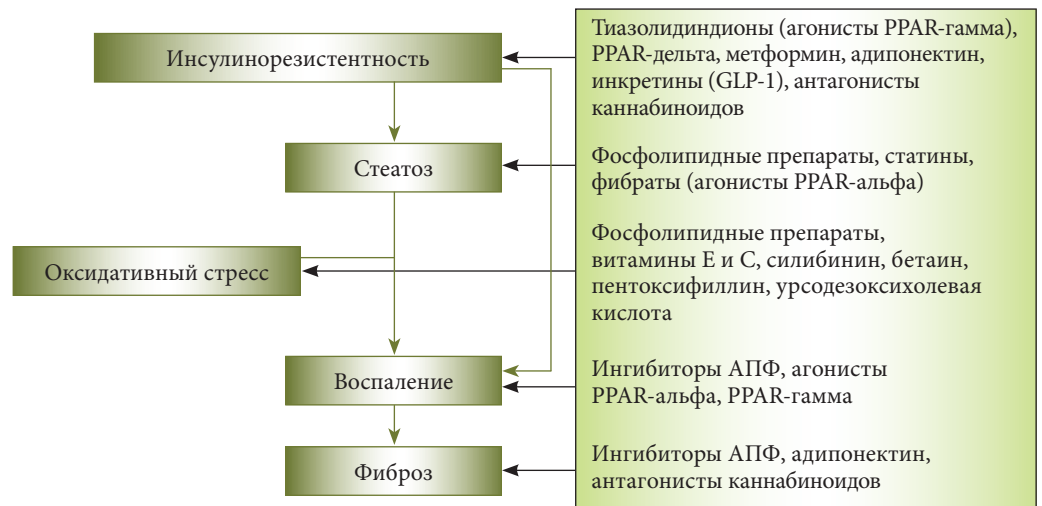 Инсулинорезистентность
Тиазолидиндионы (агонисты PPAR-гамма),
PPAR-дельта, метформин, адипонектин,
инкретины (GLP-1), антагонисты
каннабиноидов
Стеатоз
Фосфолипидные препараты, статины,
фибраты (агонисты PPAR-альфа)
Оксидативный стресс
Фосфолипидные препараты,
витамины Е и С, силибинин, бетаин,
пентоксифиллин, урсодезоксихолевая
кислота
Воспаление
Ингибиторы АПФ, агонисты
PPAR-альфа, PPAR-гамма
Фиброз
Ингибиторы АПФ, адипонектин,
антагонисты каннабиноидов